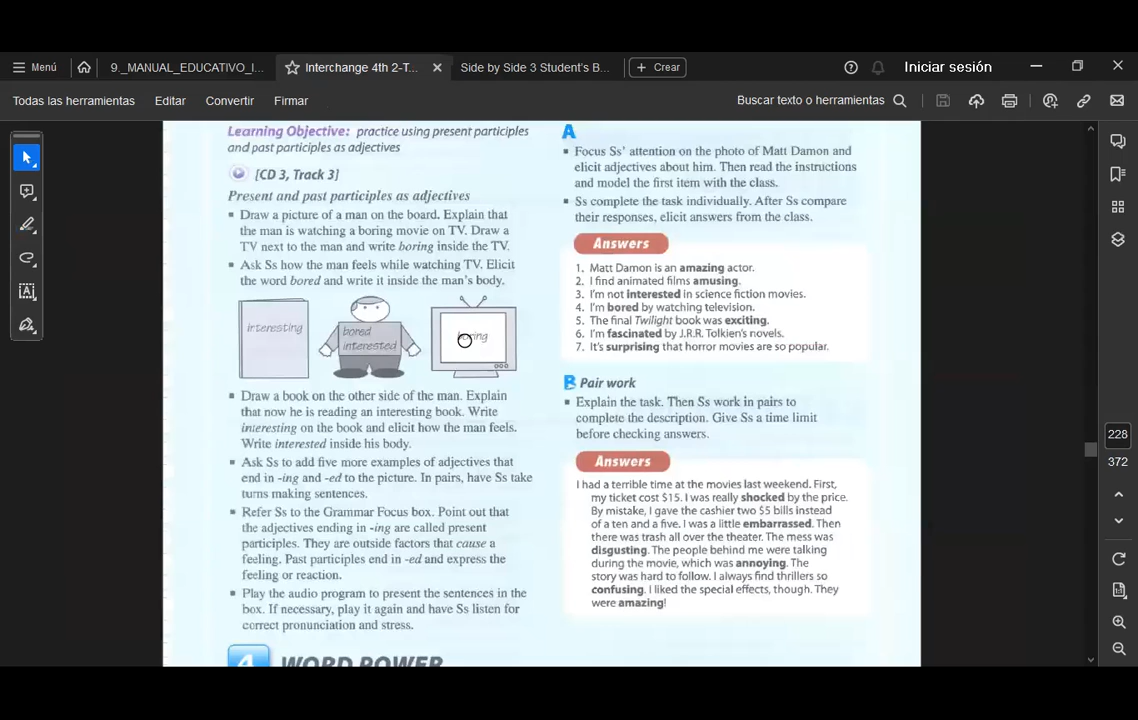 Menú
9._MANUAL_EDUCATIVO_I...
Interchange 4th 2-T...
Side by Side 3 Student's B...
Crear
Iniciar sesión
Todas las herramientas
Editar
Convertir
Firmar
Buscar texto o herramientas
Learning Objective: practice using present participles
and past participles as adjectives
[CD 3, Track 3]
Present and past participles as adjectives
Draw a picture of a man on the board. Explain that
the man is watching a boring movie on TV. Draw a
TV next to the man and write boring inside the TV.
Ask Ss how the man feels while watching TV. Elicit
the word bored and write it inside the man's body.
interesting
bored
interested
boring
Draw a book on the other side of the man. Explain
that now he is reading an interesting book. Write
interesting on the book and elicit how the man feels.
Write interested inside his body.
Ask Ss to add five more examples of adjectives that
end in -ing and -ed to the picture. In pairs, have Ss take
turns making sentences.
Refer Ss to the Grammar Focus box. Point out that
the adjectives ending in -ing are called present
participles. They are outside factors that cause a
feeling. Past participles end in -ed and express the
feeling or reaction.
Play the audio program to present the sentences in the
box. If necessary, play it again and have Ss listen for
correct pronunciation and stress.
4 WORD POWER
A
Focus Ss' attention on the photo of Matt Damon and
elicit adjectives about him. Then read the instructions
and model the first item with the class.
Ss complete the task individually. After Ss compare
their responses, elicit answers from the class.
Answers
1. Matt Damon is an amazing actor.
2. I find animated films amusing.
3. I'm not interested in science fiction movies.
4. I'm bored by watching television.
5. The final Twilight book was exciting.
6. I'm fascinated by J.R.R. Tolkien's novels.
7. It's surprising that horror movies are so popular.
B Pair work
Explain the task. Then Ss work in pairs to
complete the description. Give Ss a time limit
before checking answers.
Answers
I had a terrible time at the movies last weekend. First,
my ticket cost $15. I was really shocked by the price.
By mistake, I gave the cashier two $5 bills instead
of a ten and a five. I was a little embarrassed. Then
there was trash all over the theater. The mess was
disgusting. The people behind me were talking
during the movie, which was annoying. The
story was hard to follow. I always find thrillers so
confusing. I liked the special effects, though. They
were amazing!
228
372